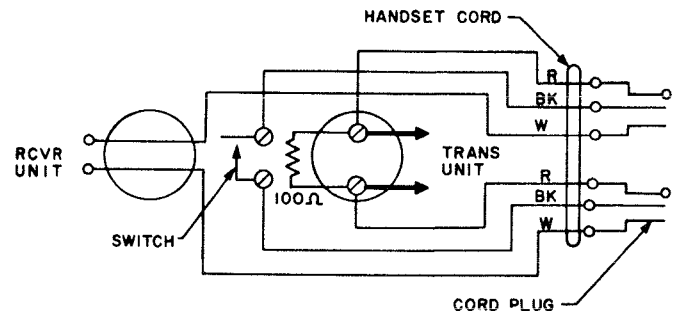 HANDSET CORD
R
BK
W
RCVR
UNIT
TRANS
UNIT
100Ω
R
BK
W
SWITCH
CORD PLUG